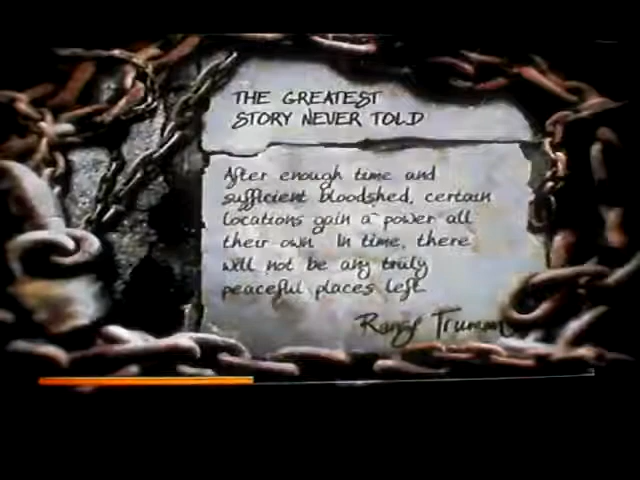 THE GREATEST
STORY NEVER TOLD
After enough time and
sufficient bloodshed, certain
locations gain a power all
their own In time, there
will not be any truly
peaceful places left.